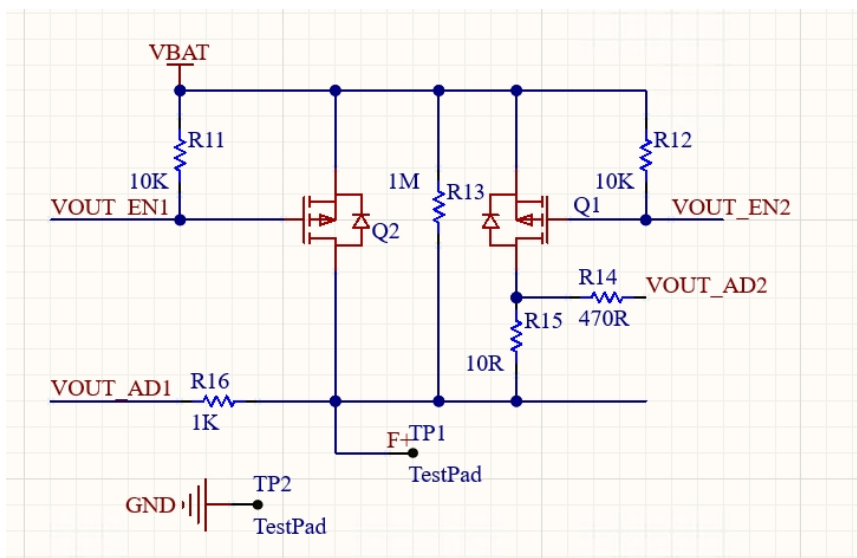 VBAT
R11
10K
VOUT_EN1
Q2
1M
R13
R12
10K
Q1
VOUT_EN2
R14
470R
VOUT_AD2
R15
10R
VOUT_AD1
R16
1K
F+
TP1
TestPad
GND
TP2
TestPad